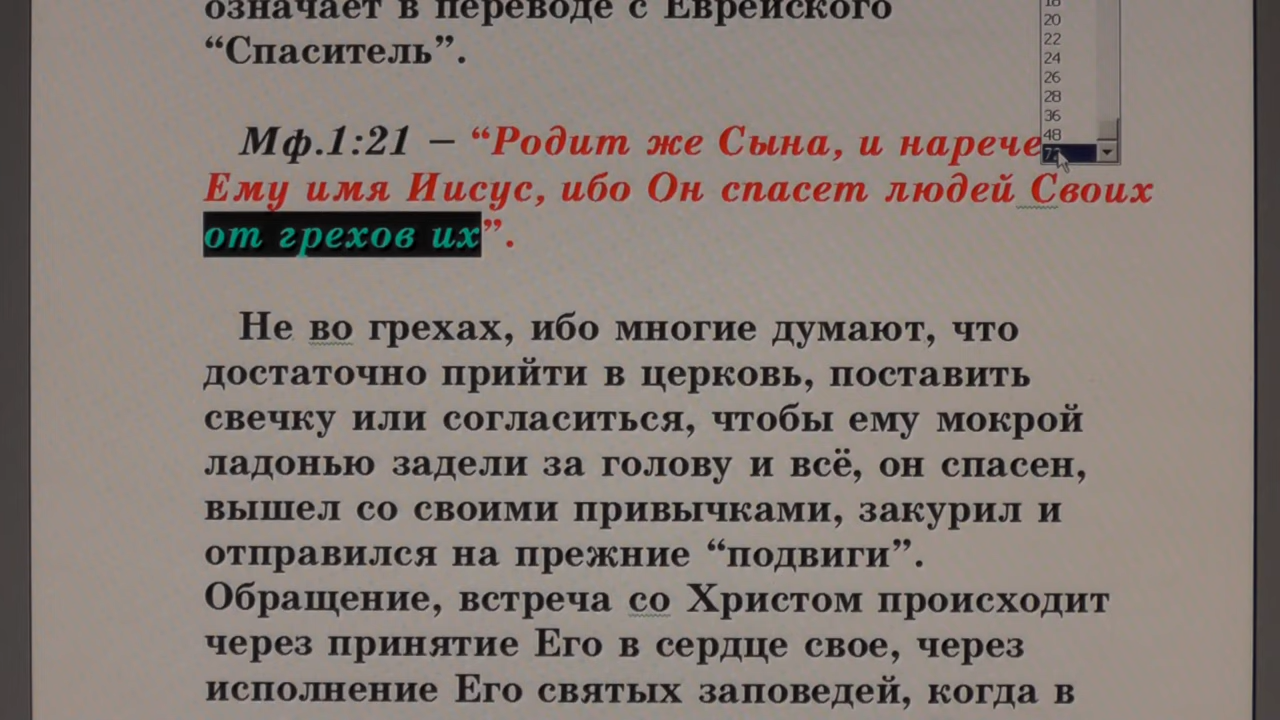 означает в переводе с Еврейского
“Спаситель”.
18
20
22
24
26
28
36
48
72
Мф.1:21 – “Родит же Сына, и нарече
Ему имя Иисус, ибо Он спасет людей Своих
от грехов их”.
Не во грехах, ибо многие думают, что
достаточно прийти в церковь, поставить
свечку или согласиться, чтобы ему мокрой
ладонью задели за голову и всё, он спасен,
вышел со своими привычками, закурил и
отправился на прежние “подвиги”.
Обращение, встреча со Христом происходит
через принятие Его в сердце свое, через
исполнение Его святых заповедей, когда в